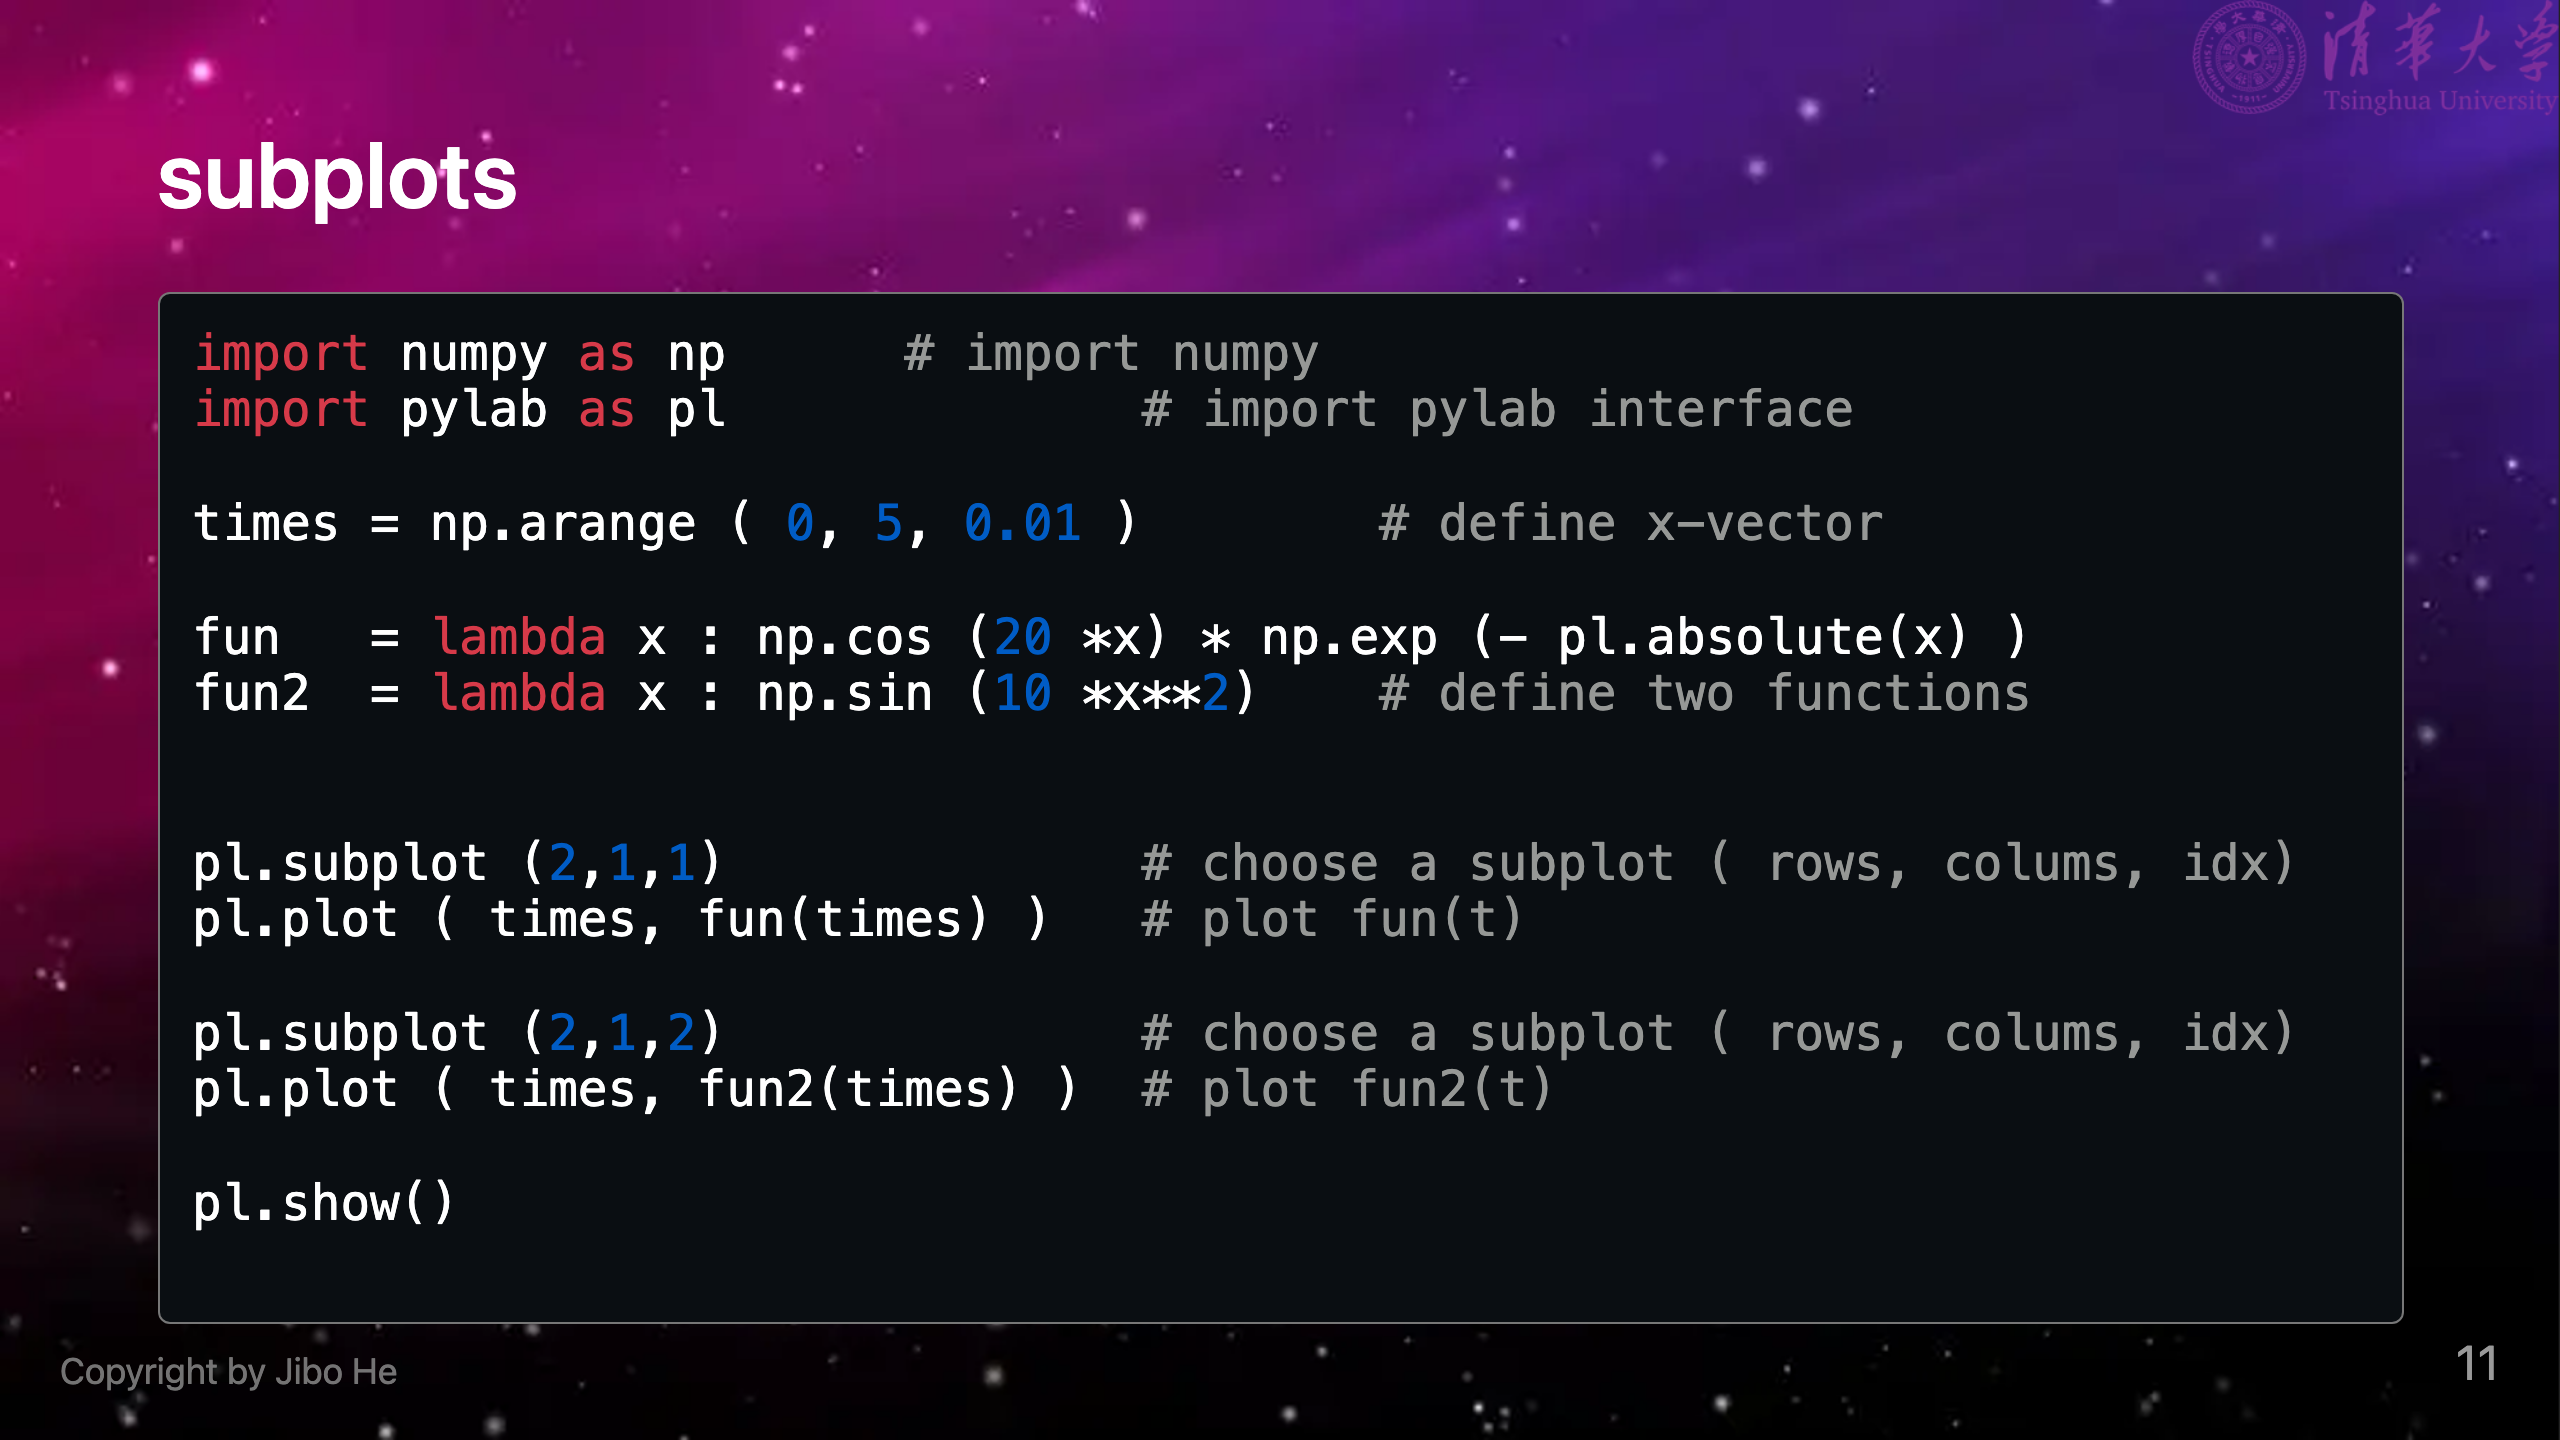 清華大学
Tsinghua University
subplots
import numpy as np      # import numpy
import pylab as pl              # import pylab interface
times = np.arange ( 0, 5, 0.01 )        # define x-vector
fun   = lambda x : np.cos (20 *x) * np.exp (- pl.absolute(x) )
fun2  = lambda x : np.sin (10 *x**2)    # define two functions
pl.subplot (2,1,1)              # choose a subplot ( rows, colums, idx)
pl.plot ( times, fun(times) )   # plot fun(t)
pl.subplot (2,1,2)              # choose a subplot ( rows, colums, idx)
pl.plot ( times, fun2(times) )  # plot fun2(t)
pl.show()
Copyright by Jibo He
11